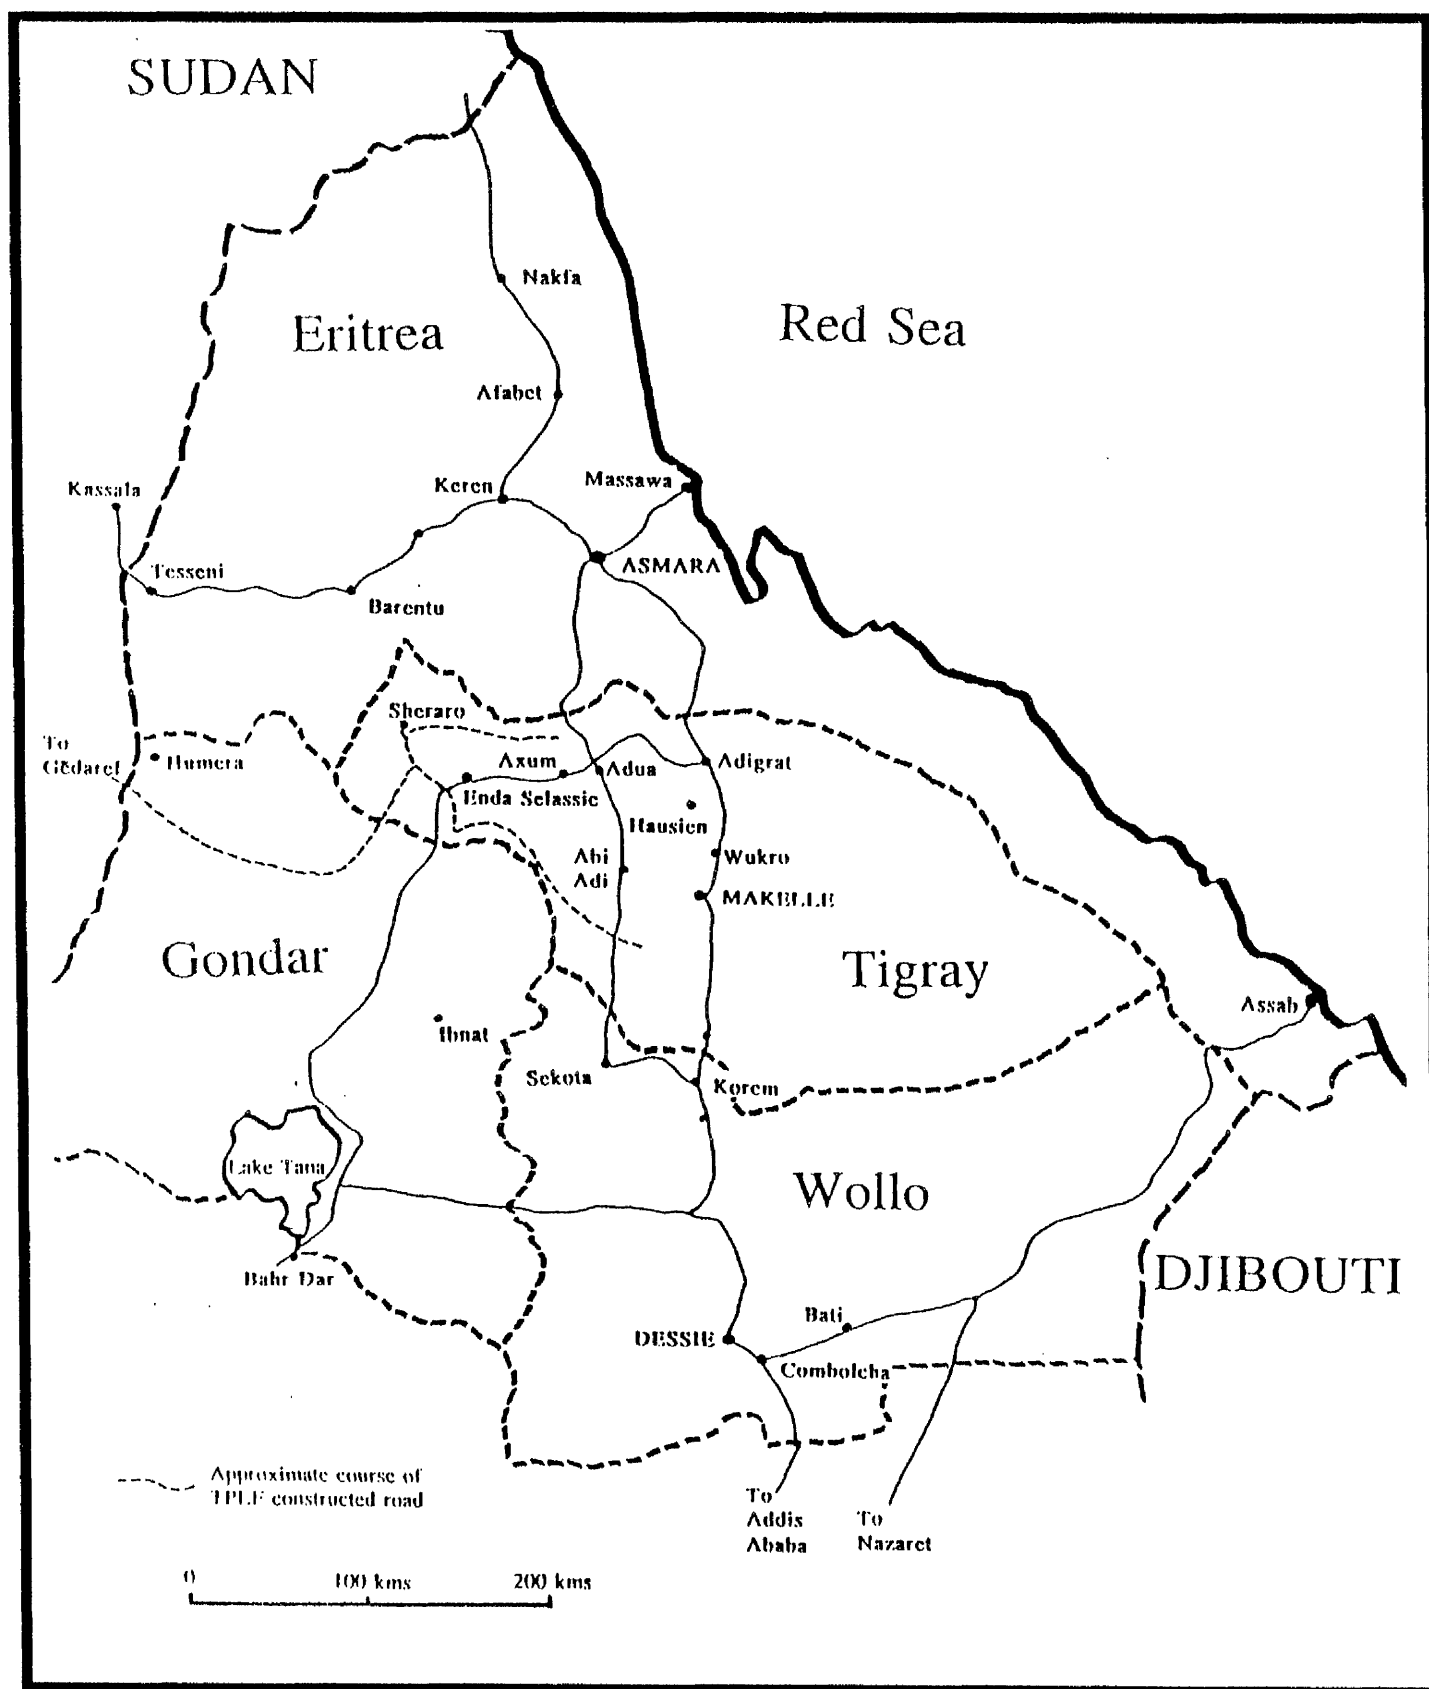 SUDAN
Nakfa
Eritrea
Red Sea
Afabet
Kassala
Keren
Massawa
Tesseni
ASMARA
Barentu
Sheraro
To
Gedaref
Humera
Axum
Adua
Adigrat
Enda Selassie
Hausien
Abi
Adi
Wukro
MAKELLE
Gondar
Tigray
Assab
Ibnat
Sekota
Korem
Lake Tana
Wollo
Bahr Dar
DJIBOUTI
Bati
DESSIE
Combolcha
Approximate course of
TPLF constructed road
To
Addis
Ababa
To
Nazaret
0
100 kms
200 kms